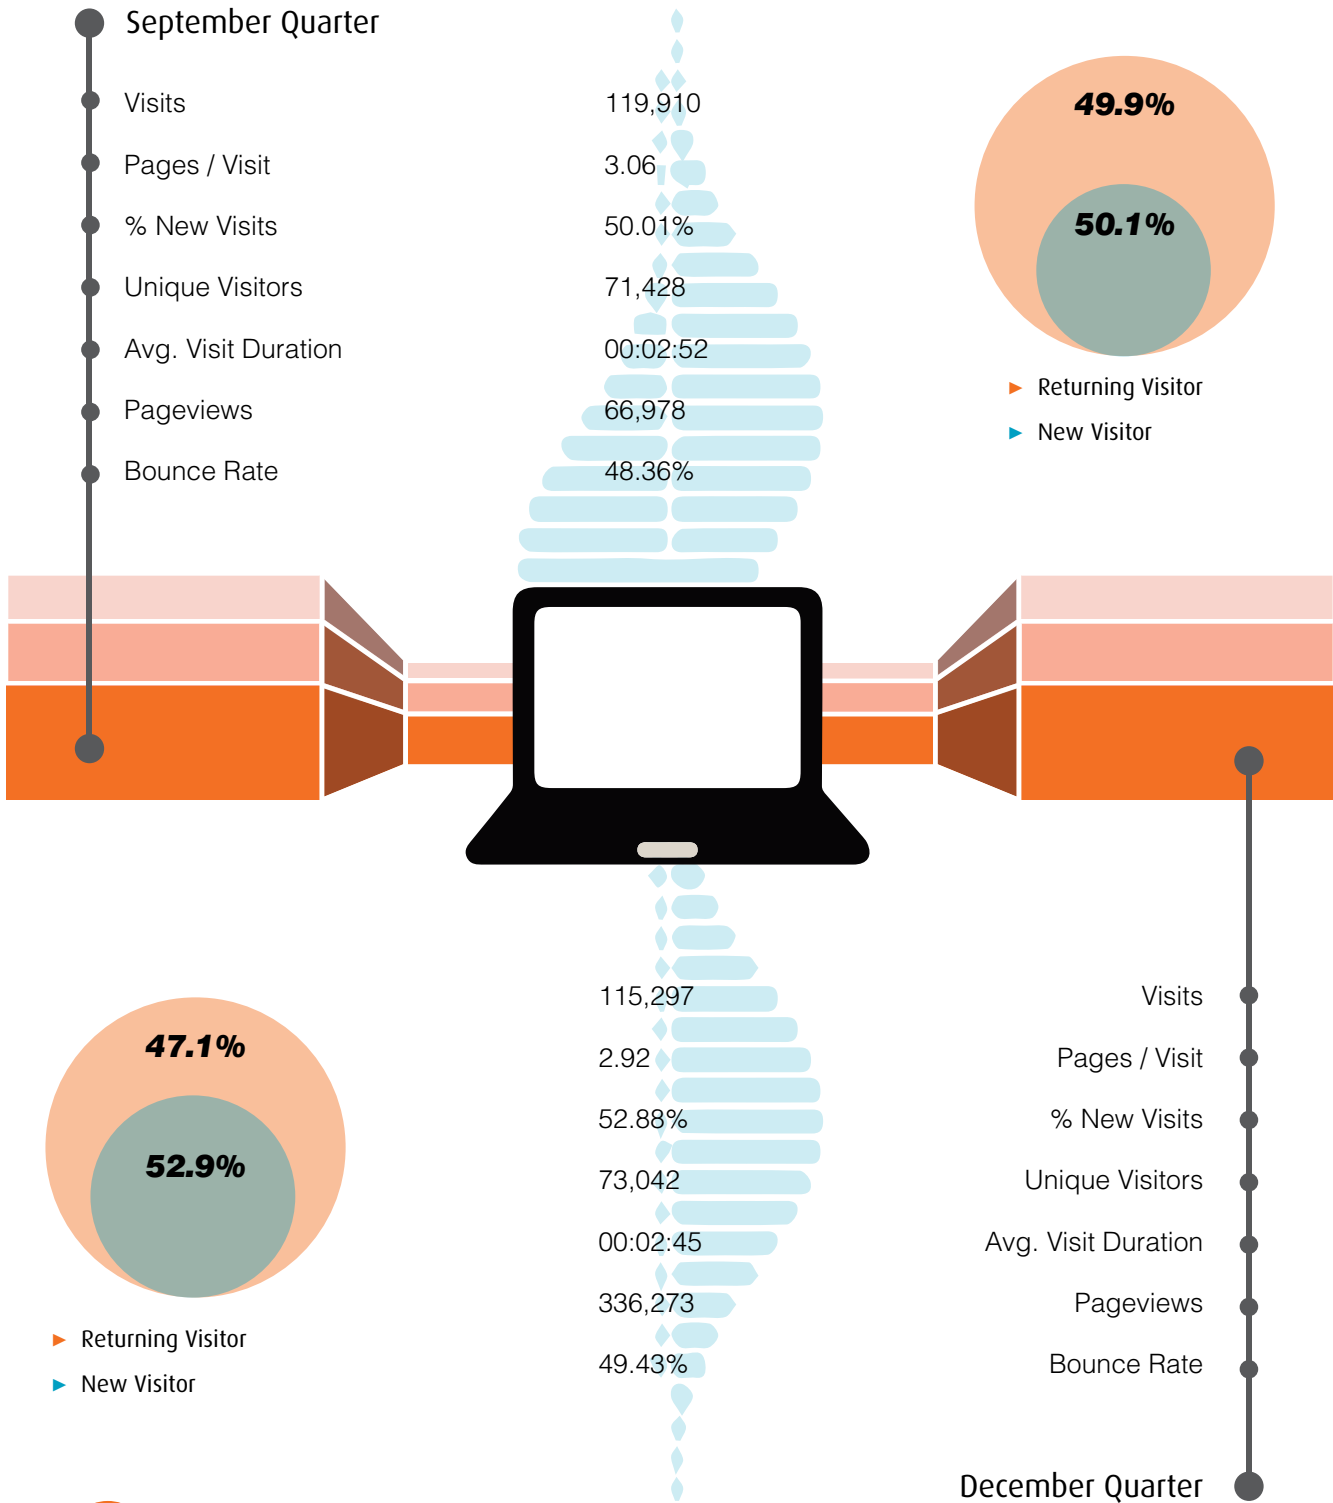 September Quarter
Visits 119,910
Pages / Visit 3.06
% New Visits 50.01%
Unique Visitors 71,428
Avg. Visit Duration 00:02:52
Pageviews 66,978
Bounce Rate 48.36%
49.9%
50.1%
Returning Visitor
New Visitor
47.1%
52.9%
Returning Visitor
New Visitor
115,297 Visits
2.92 Pages / Visit
52.88% % New Visits
73,042 Unique Visitors
00:02:45 Avg. Visit Duration
336,273 Pageviews
49.43% Bounce Rate
December Quarter